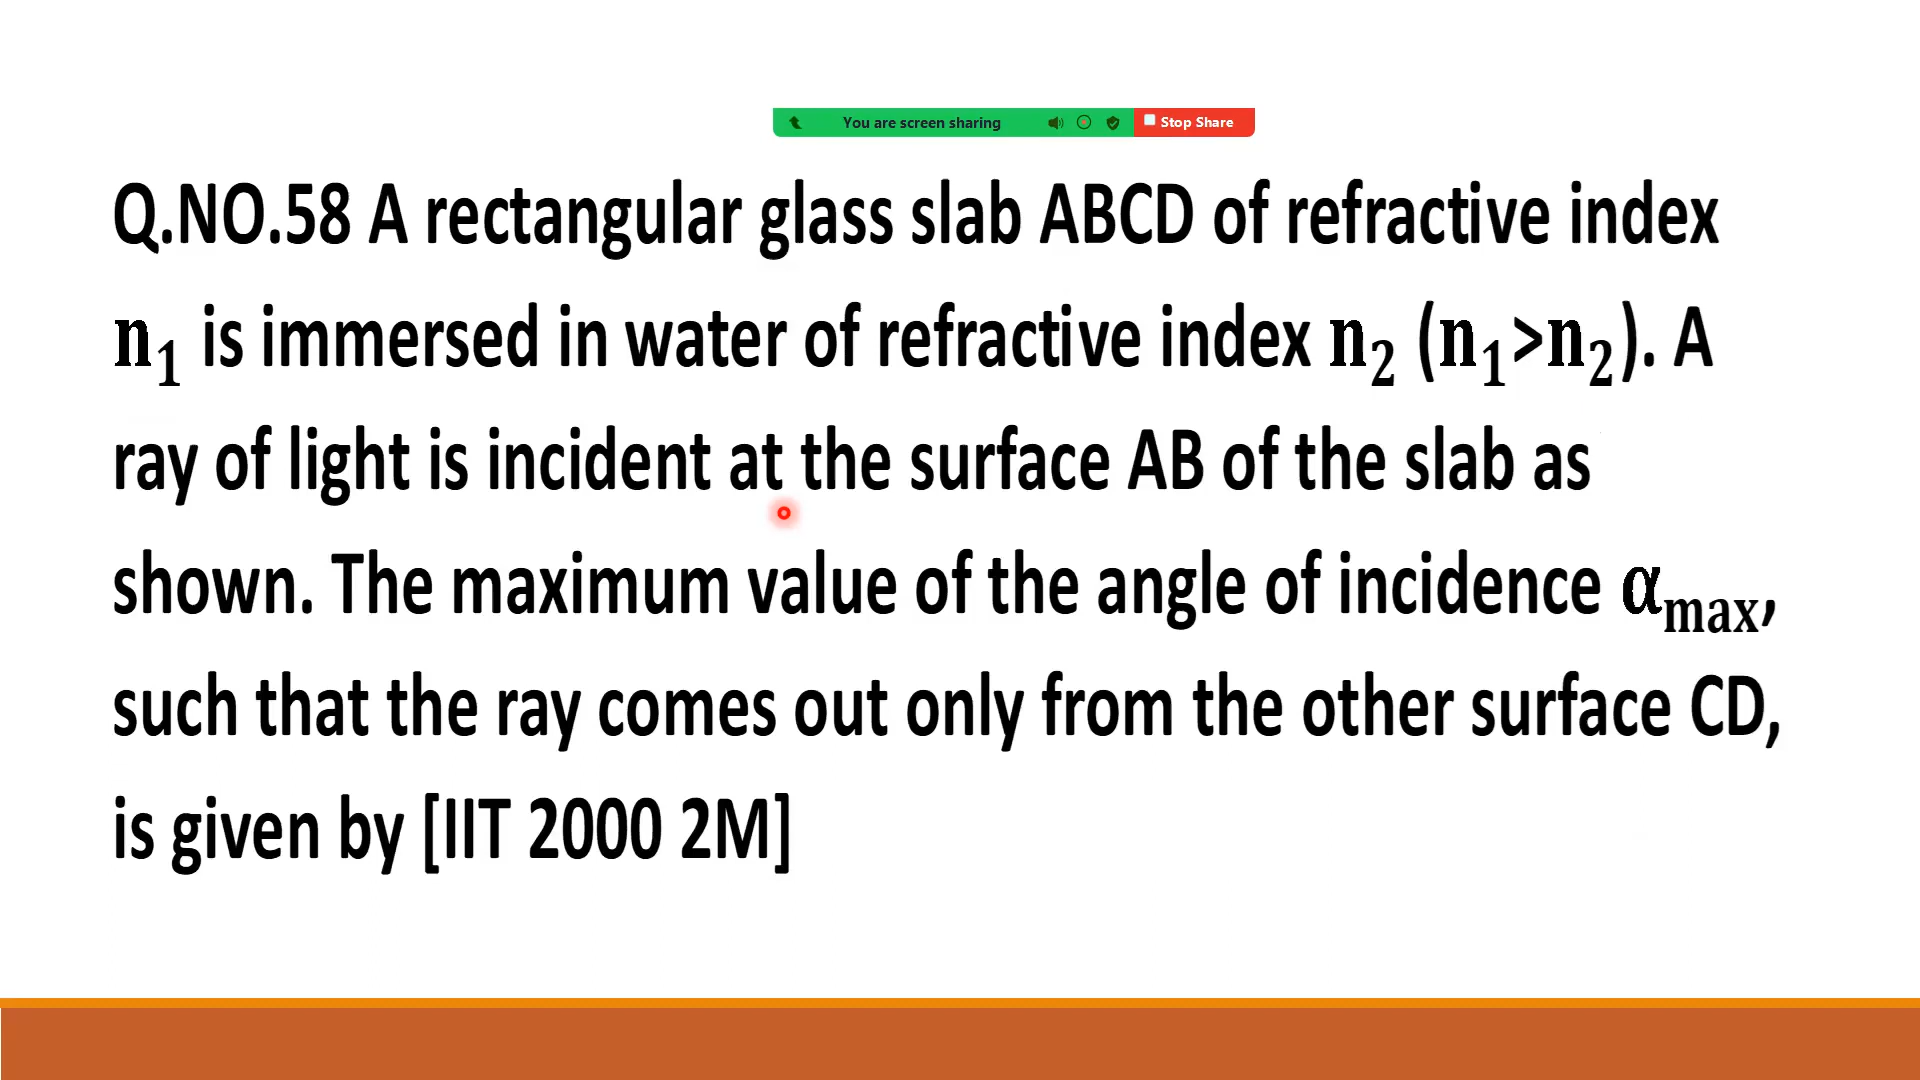 You are screen sharing Stop Share
Q.NO.58 A rectangular glass slab ABCD of refractive index
n₁ is immersed in water of refractive index n₂ (n₁>n₂). A
ray of light is incident at the surface AB of the slab as
shown. The maximum value of the angle of incidence αmax,
such that the ray comes out only from the other surface CD,
is given by [IIT 2000 2M]